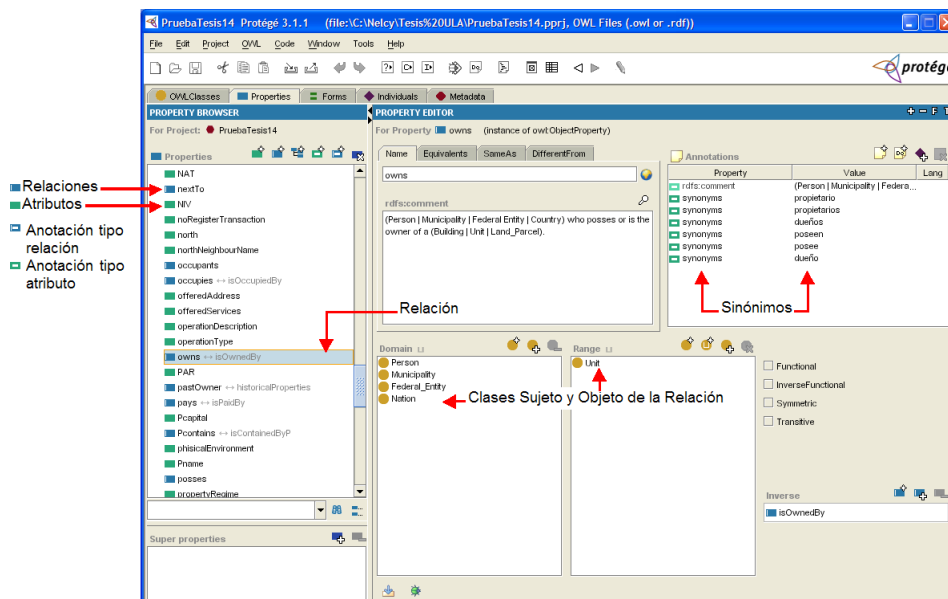 PruebaTesis14 Protégé 3.1.1 (file:\C:\Nelcy\Tesis%20ULA\PruebaTesis14.pprj, OWL Files (.owl or .rdf))
File Edit Project OWL Code Window Tools Help
protégé
OWLClasses Properties Forms Individuals Metadata
PROPERTY BROWSER
For Project: PruebaTesis14
Properties
NAT
nextTo
NIV
noRegisterTransaction
north
northNeighbourName
occupants
occupies ↔ isOccupiedBy
offeredAddress
offeredServices
operationDescription
operationType
owns ↔ isOwnedBy
PAR
pastOwner ↔ historicalProperties
pays ↔ isPaidBy
Pcapital
Pcontains ↔ isContainedByP
phisicalEnvironment
Pname
posses
propertyRegime
Super properties
Relaciones
Atributos
Anotación tipo
relación
Anotación tipo
atributo
PROPERTY EDITOR
For Property owns (instance of owl:ObjectProperty)
Name Equivalents SameAs DifferentFrom
owns
rdfs:comment
(Person | Municipality | Federal Entity | Country) who posses or is the
owner of a (Building | Unit | Land_Parcel).
Relación
Annotations
Property Value Lang
rdfs:comment (Person | Municipality | Federa...
synonyms propietario
synonyms propietarios
synonyms dueños
synonyms poseen
synonyms posee
synonyms dueño
Sinónimos
Domain
Person
Municipality
Federal_Entity
Nation
Range
Unit
Clases Sujeto y Objeto de la Relación
Functional
InverseFunctional
Symmetric
Transitive
Inverse
isOwnedBy